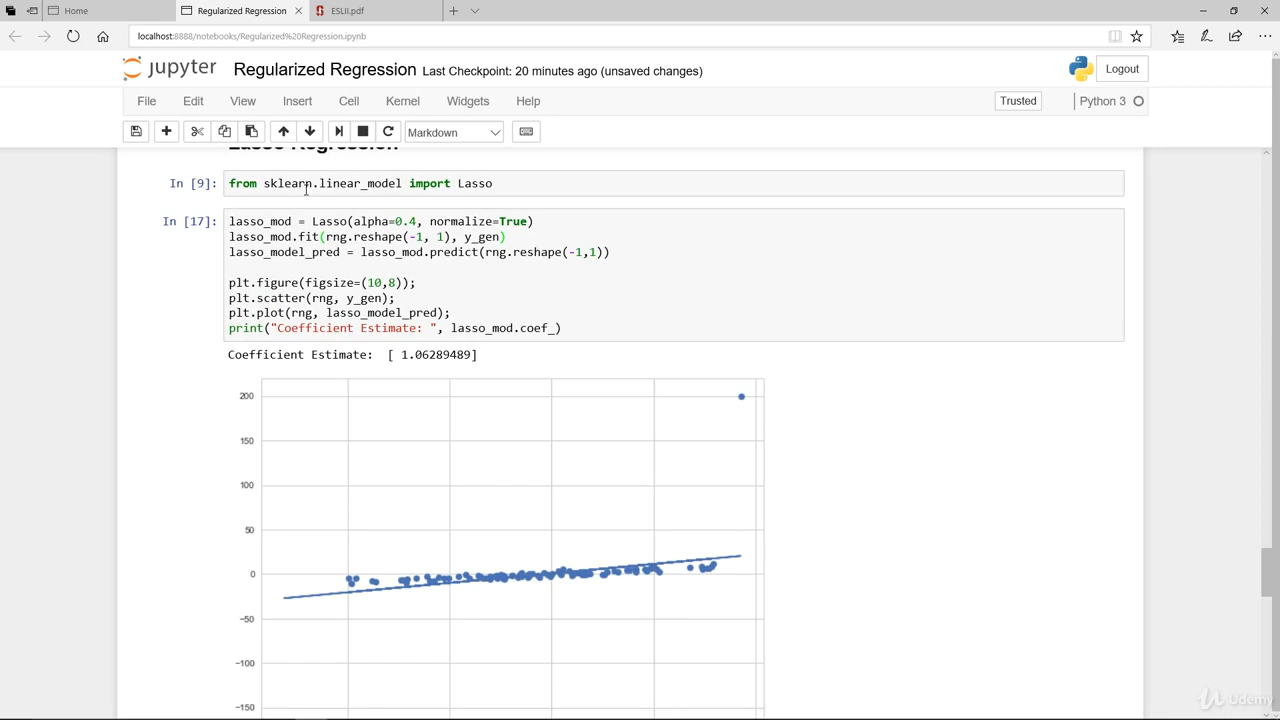 Home
Regularized Regression
ESLII.pdf
localhost:8888/notebooks/Regularized%20Regression.ipynb
jupyter Regularized Regression Last Checkpoint: 20 minutes ago (unsaved changes)
Logout
File Edit View Insert Cell Kernel Widgets Help
Trusted
Python 3
Markdown
Lasso Regression
In [9]: from sklearn.linear_model import Lasso
In [17]: lasso_mod = Lasso(alpha=0.4, normalize=True)
lasso_mod.fit(rng.reshape(-1, 1), y_gen)
lasso_model_pred = lasso_mod.predict(rng.reshape(-1,1))
plt.figure(figsize=(10,8));
plt.scatter(rng, y_gen);
plt.plot(rng, lasso_model_pred);
print("Coefficient Estimate: ", lasso_mod.coef_)
Coefficient Estimate:  [ 1.06289489]
200
150
100
50
0
−50
−100
−150
Udemy